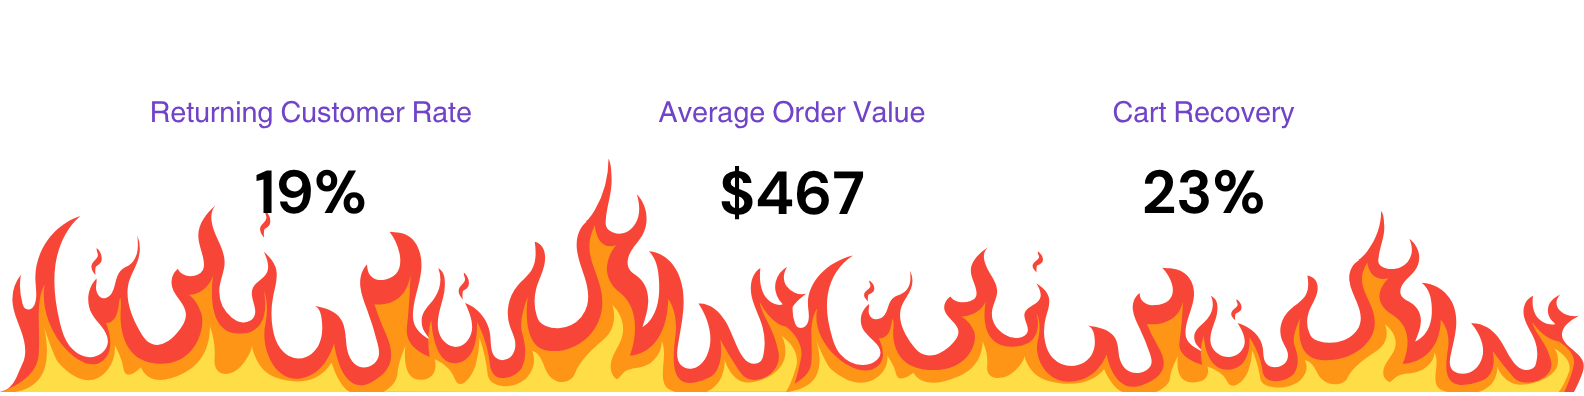 Returning Customer Rate
Average Order Value
Cart Recovery
19%
$467
23%